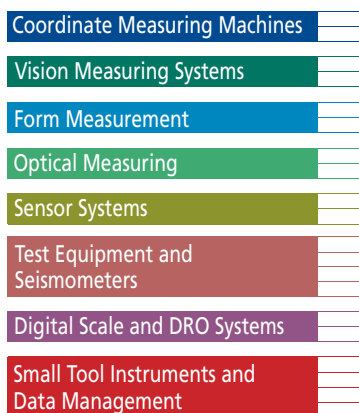 Coordinate Measuring Machines
Vision Measuring Systems
Form Measurement
Optical Measuring
Sensor Systems
Test Equipment and
Seismometers
Digital Scale and DRO Systems
Small Tool Instruments and
Data Management